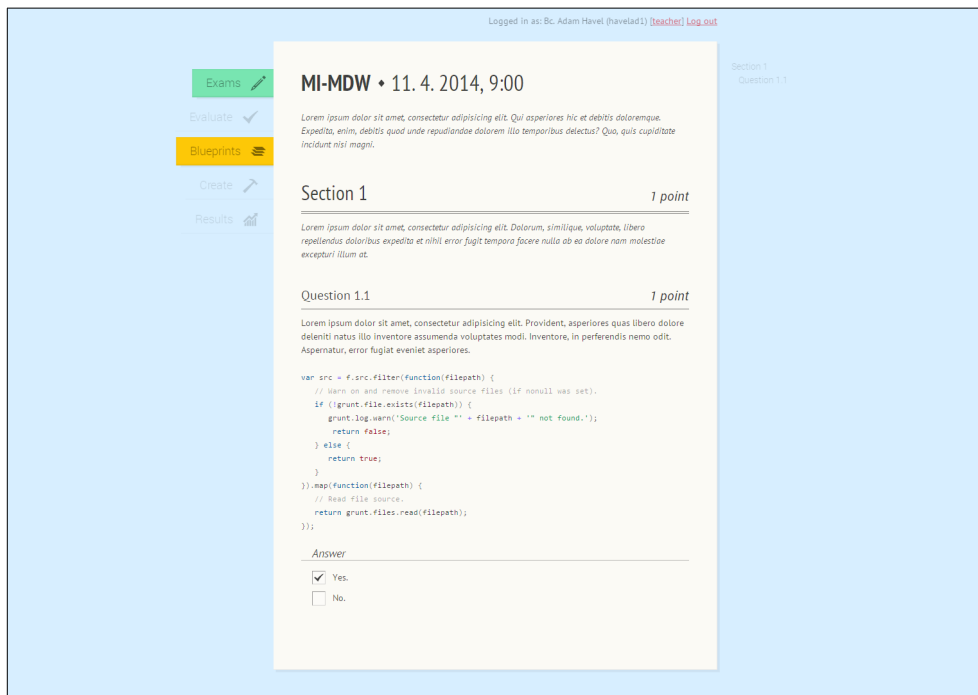 Logged in as: Bc. Adam Havel (havelad1) [teacher] Log out
Exams
Evaluate
Blueprints
Create
Results
MI-MDW • 11. 4. 2014, 9:00
Lorem ipsum dolor sit amet, consectetur adipisicing elit. Qui asperiores hic et debitis doloremque.
Expedita, enim, debitis quod unde repudiandae dolorem illo temporibus delectus? Quo, quis cupiditate
incidunt nisi magni.
Section 1 1 point
Lorem ipsum dolor sit amet, consectetur adipisicing elit. Dolorum, similique, voluptate, libero
repellendus doloribus expedita et nihil error fugit tempora facere nulla ab ea dolore nam molestiae
excepturi illum at.
Question 1.1 1 point
Lorem ipsum dolor sit amet, consectetur adipisicing elit. Provident, asperiores quas libero dolore
deleniti natus illo inventore assumenda voluptates modi. Inventore, in perferendis nemo odit.
Aspernatur, error fugiat eveniet asperiores.
var src = f.src.filter(function(filepath) {
// Warn on and remove invalid source files (if nonull was set).
if (!grunt.file.exists(filepath)) {
grunt.log.warn('Source file "' + filepath + '" not found.');
return false;
} else {
return true;
}
}).map(function(filepath) {
// Read file source.
return grunt.files.read(filepath);
});
Answer
Yes.
No.
Section 1
Question 1.1